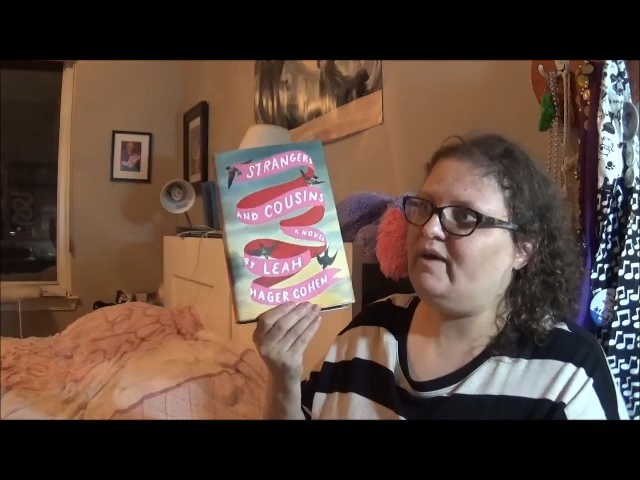 STRANGERS
AND COUSINS
A NOVEL
BY LEAH
HAGER COHEN